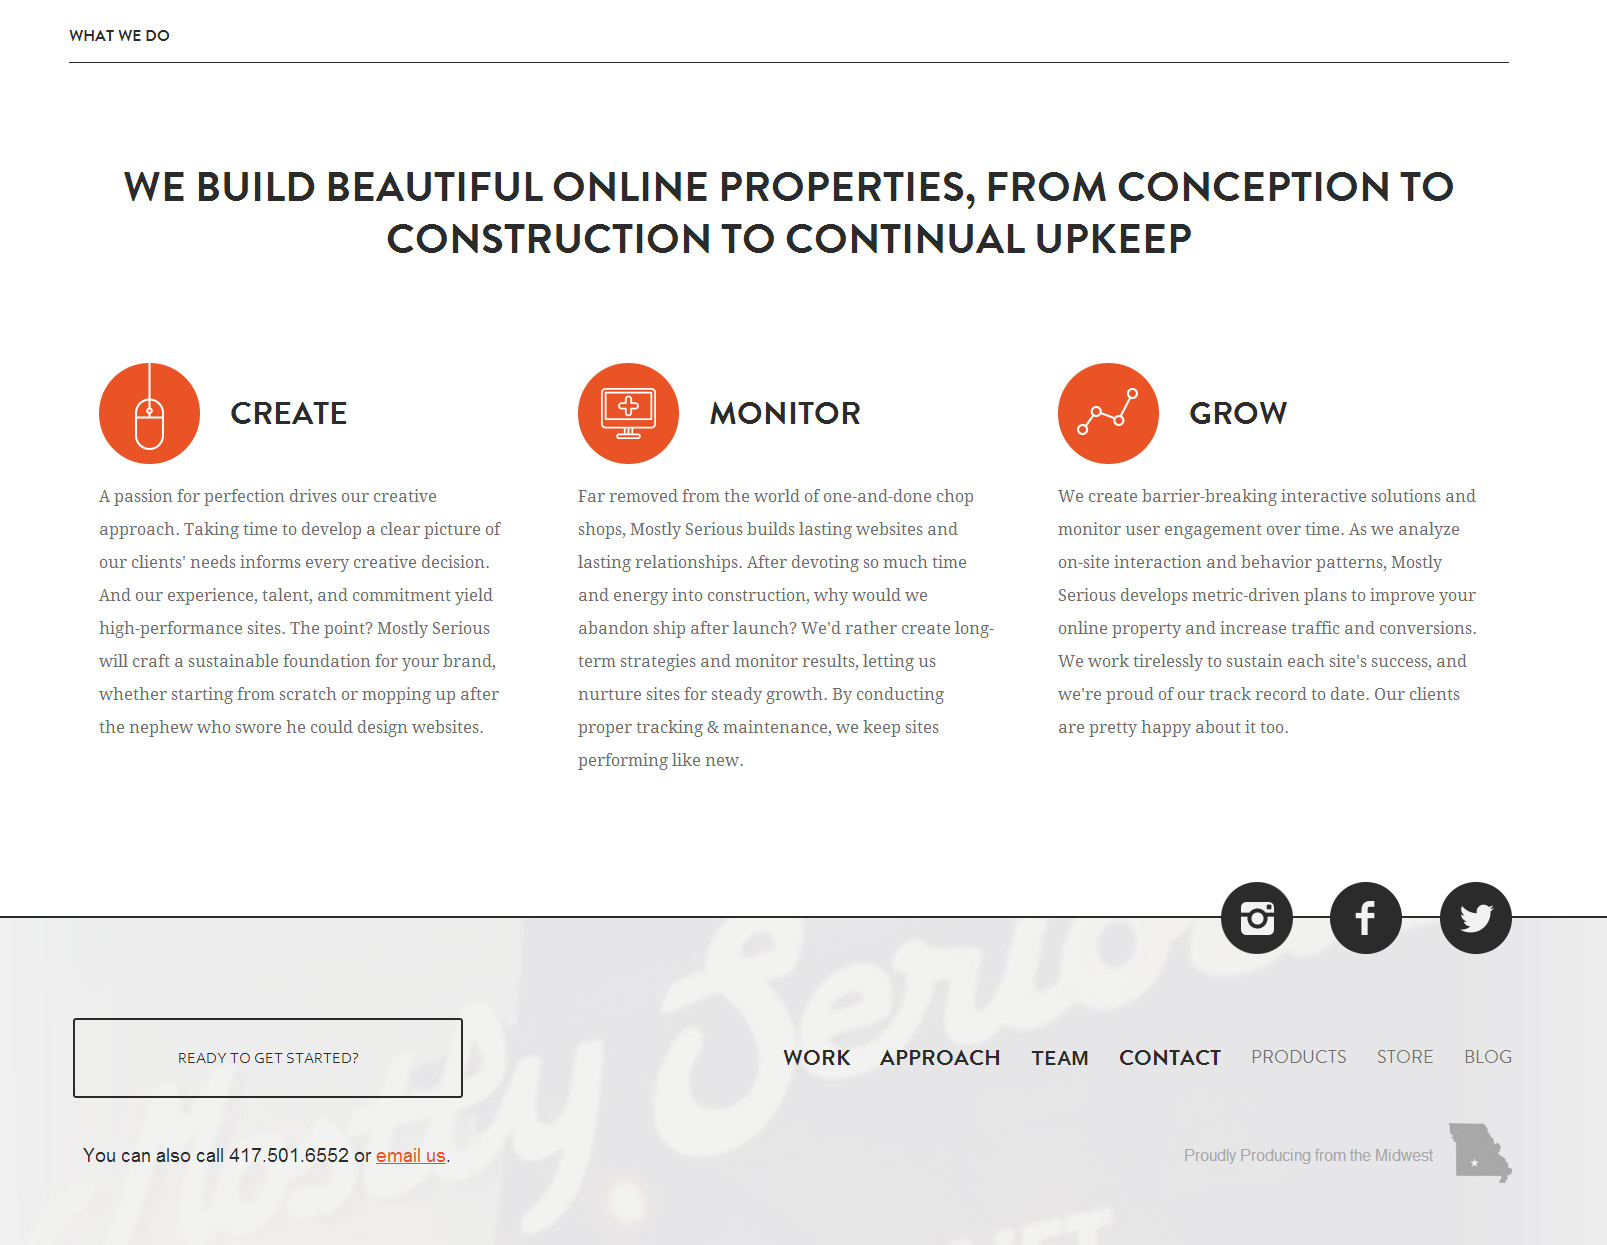 WHAT WE DO
WE BUILD BEAUTIFUL ONLINE PROPERTIES, FROM CONCEPTION TO
CONSTRUCTION TO CONTINUAL UPKEEP
CREATE
A passion for perfection drives our creative
approach. Taking time to develop a clear picture of
our clients' needs informs every creative decision.
And our experience, talent, and commitment yield
high-performance sites. The point? Mostly Serious
will craft a sustainable foundation for your brand,
whether starting from scratch or mopping up after
the nephew who swore he could design websites.
MONITOR
Far removed from the world of one-and-done chop
shops, Mostly Serious builds lasting websites and
lasting relationships. After devoting so much time
and energy into construction, why would we
abandon ship after launch? We'd rather create long-
term strategies and monitor results, letting us
nurture sites for steady growth. By conducting
proper tracking & maintenance, we keep sites
performing like new.
GROW
We create barrier-breaking interactive solutions and
monitor user engagement over time. As we analyze
on-site interaction and behavior patterns, Mostly
Serious develops metric-driven plans to improve your
online property and increase traffic and conversions.
We work tirelessly to sustain each site's success, and
we're proud of our track record to date. Our clients
are pretty happy about it too.
Mostly Serious
READY TO GET STARTED?
WORK APPROACH TEAM CONTACT PRODUCTS STORE BLOG
You can also call 417.501.6552 or email us.
Proudly Producing from the Midwest